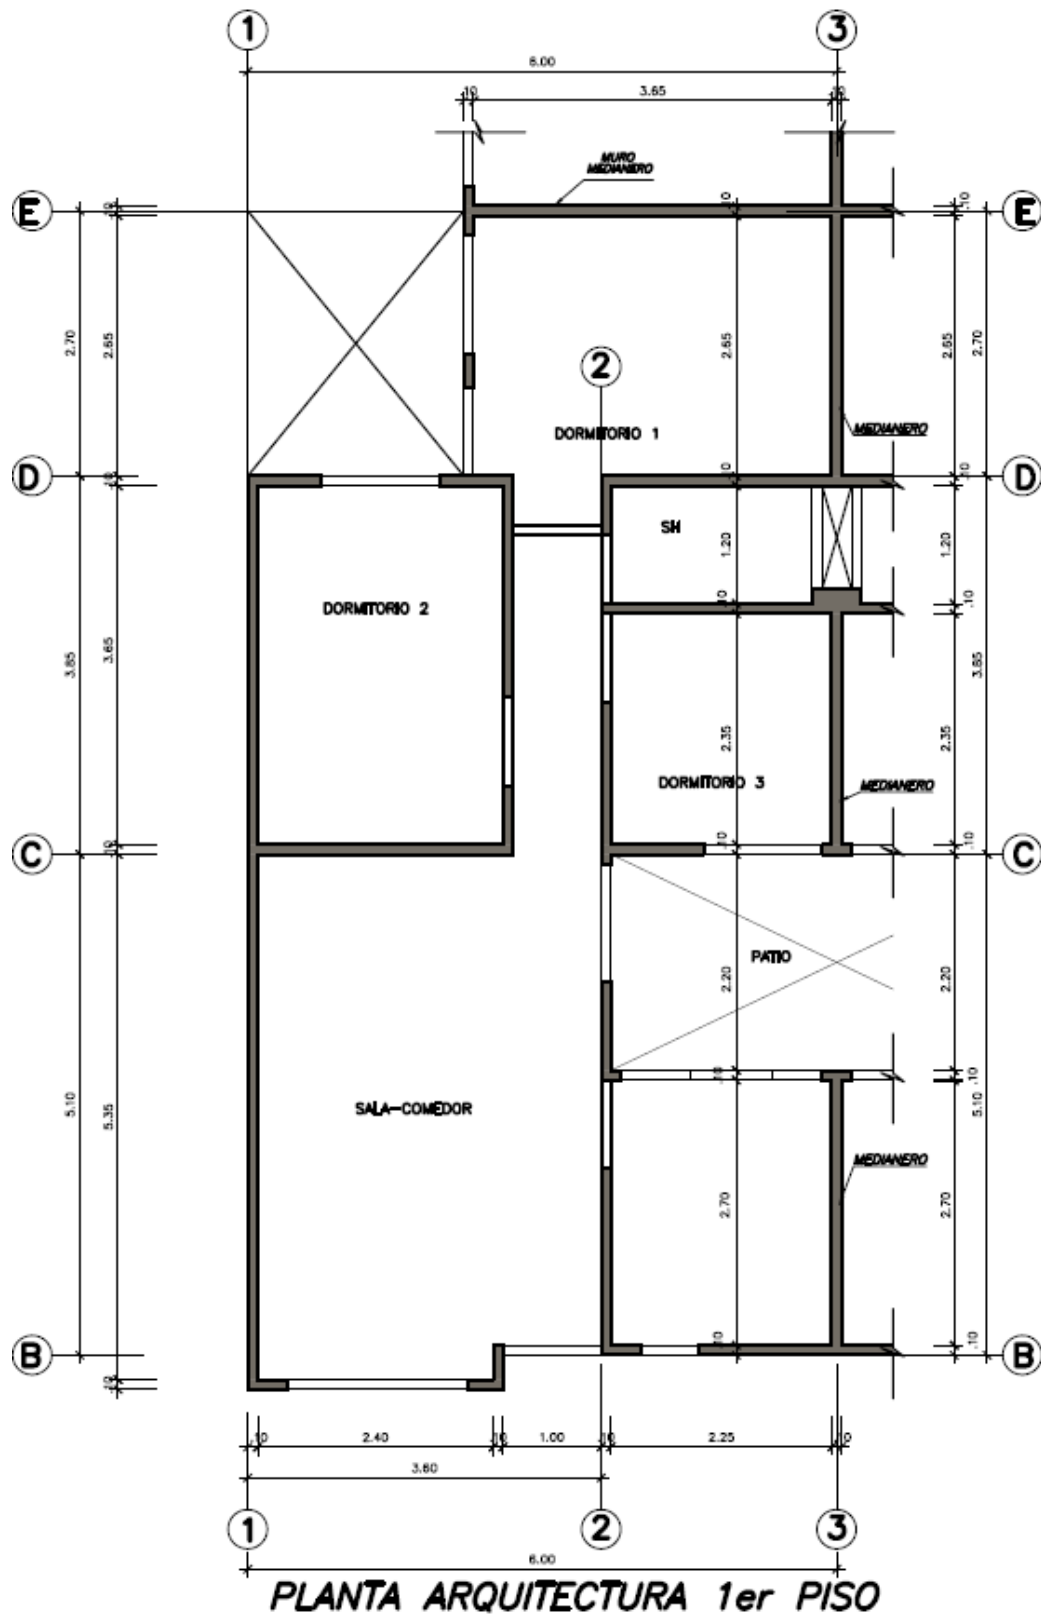 1
3
6.00
.10
3.65
.10
MURO
MEDIANERO
E
.10
.10
.10
E
2.70
2.65
2.65
2.65
2.70
2
DORMITORIO 1
MEDIANERO
D
.10
.10
.10
D
SH
1.20
1.20
.10
.10
DORMITORIO 2
3.85
3.65
3.85
2.35
2.35
DORMITORIO 3
MEDIANERO
C
.10
.10
.10
C
PATIO
2.20
2.20
.10
.10
SALA-COMEDOR
5.10
5.35
5.10
MEDIANERO
2.70
2.70
B
.10
.10
.10
B
.10
2.40
.10
1.00
.10
2.25
.10
3.60
1
2
3
6.00
PLANTA ARQUITECTURA 1er PISO